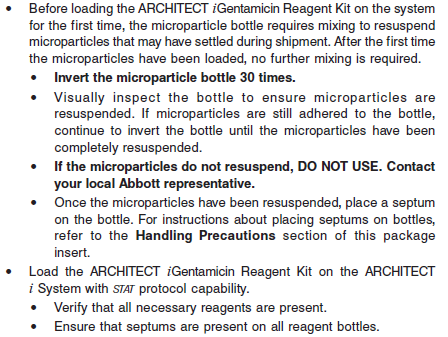 • Before loading the ARCHITECT iGentamicin Reagent Kit on the system
for the first time, the microparticle bottle requires mixing to resuspend
microparticles that may have settled during shipment. After the first time
the microparticles have been loaded, no further mixing is required.
• Invert the microparticle bottle 30 times.
• Visually inspect the bottle to ensure microparticles are
resuspended. If microparticles are still adhered to the bottle,
continue to invert the bottle until the microparticles have been
completely resuspended.
• If the microparticles do not resuspend, DO NOT USE. Contact
your local Abbott representative.
• Once the microparticles have been resuspended, place a septum
on the bottle. For instructions about placing septums on bottles,
refer to the Handling Precautions section of this package
insert.
• Load the ARCHITECT iGentamicin Reagent Kit on the ARCHITECT
i System with STAT protocol capability.
• Verify that all necessary reagents are present.
• Ensure that septums are present on all reagent bottles.